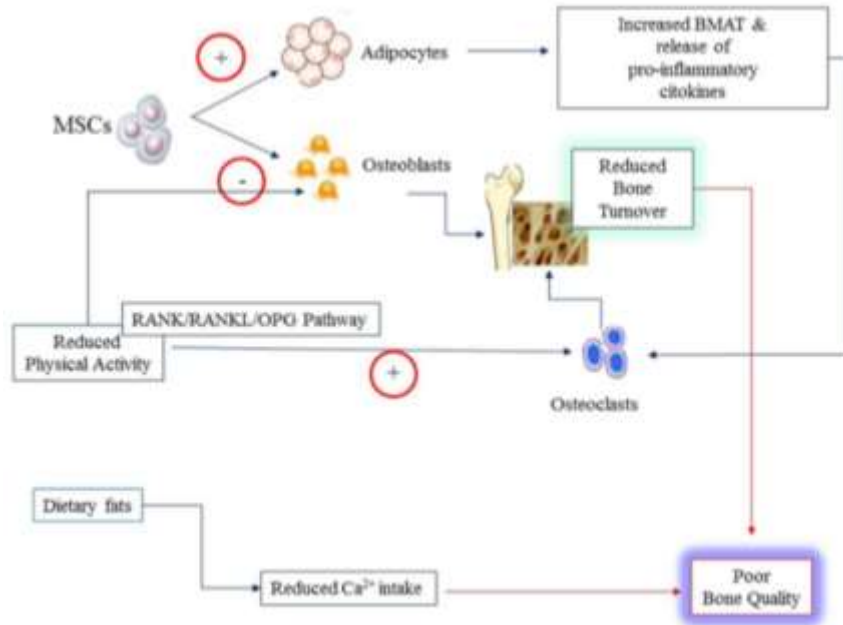 Increased BMAT &
release of
pro-inflammatory
citokines
+
Adipocytes
MSCs
Osteoblasts
-
Reduced
Bone
Turnover
RANK/RANKL/OPG Pathway
Reduced
Physical Activity
+
Osteoclasts
Dietary fats
Reduced Ca²⁺ intake
Poor
Bone Quality